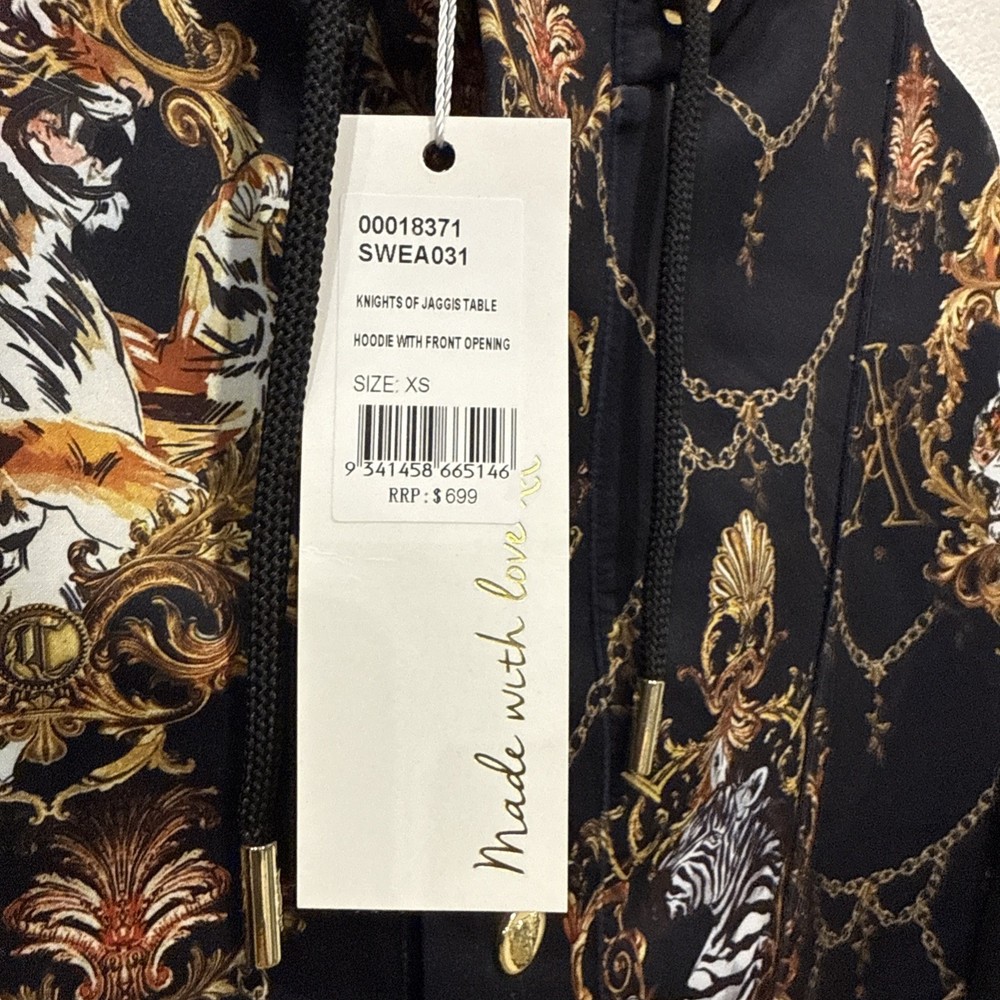 00018371
SWEA031
KNIGHTS OF JAGGIS TABLE
HOODIE WITH FRONT OPENING
SIZE: XS
9 341458 665146
RRP : $ 699
Made with love xx